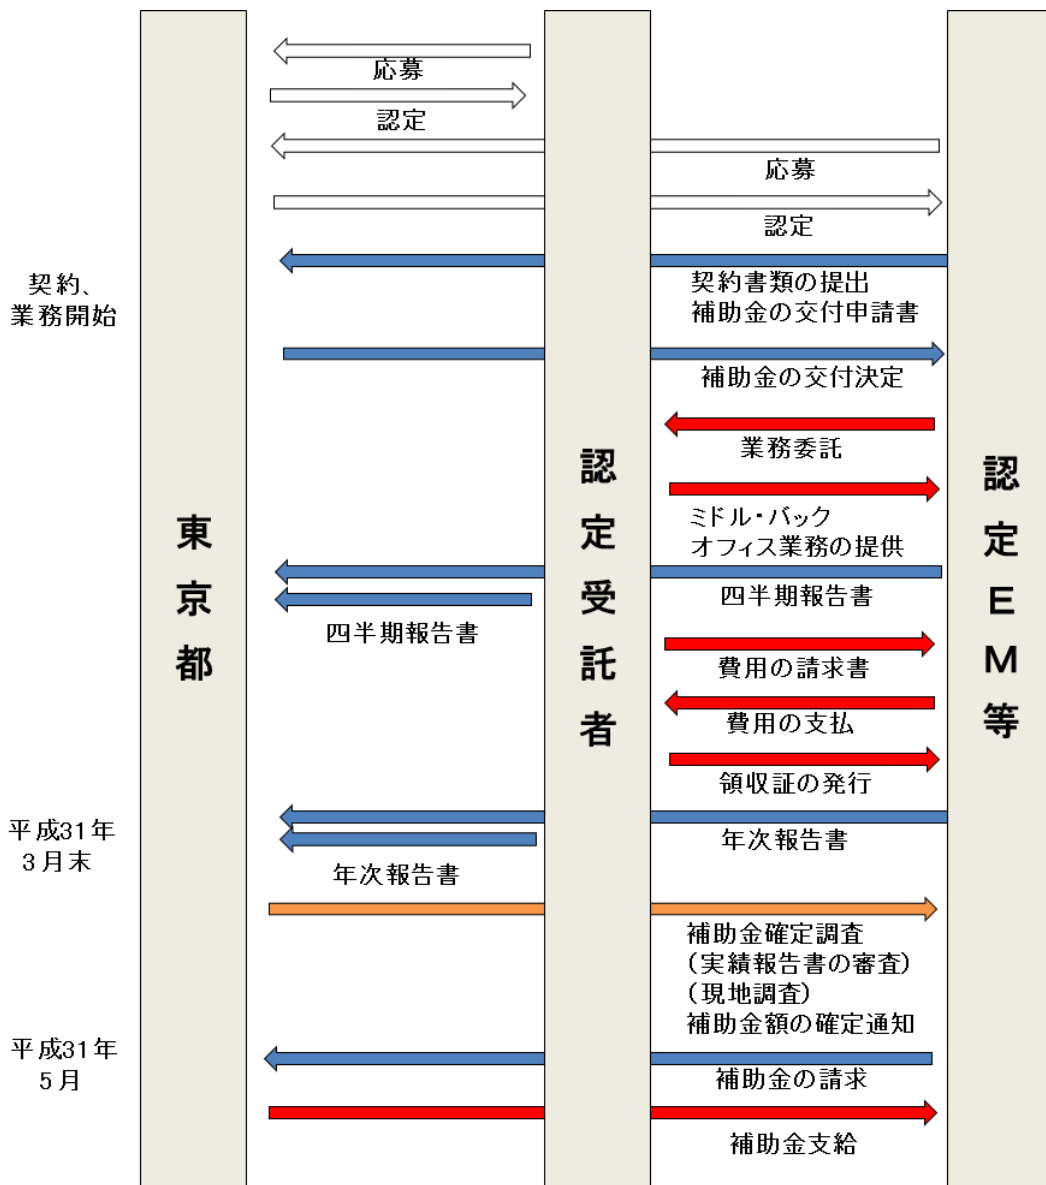 応募
認定
応募
認定
契約、
業務開始
契約書類の提出
補助金の交付申請書
補助金の交付決定
業務委託
ミドル・バック
オフィス業務の提供
四半期報告書
四半期報告書
費用の請求書
費用の支払
領収証の発行
東京都
認定受託者
認定EM等
平成31年
3月末
年次報告書
年次報告書
補助金確定調査
(実績報告書の審査)
(現地調査)
補助金額の確定通知
平成31年
5月
補助金の請求
補助金支給